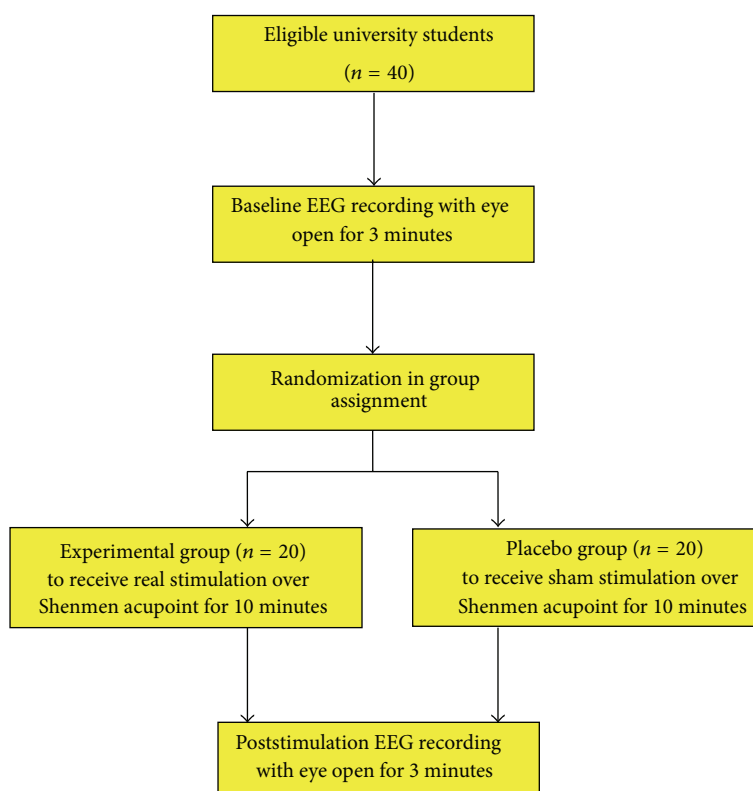 Eligible university students
(n = 40)
Baseline EEG recording with eye
open for 3 minutes
Randomization in group
assignment
Experimental group (n = 20)
to receive real stimulation over
Shenmen acupoint for 10 minutes
Placebo group (n = 20)
to receive sham stimulation over
Shenmen acupoint for 10 minutes
Poststimulation EEG recording
with eye open for 3 minutes